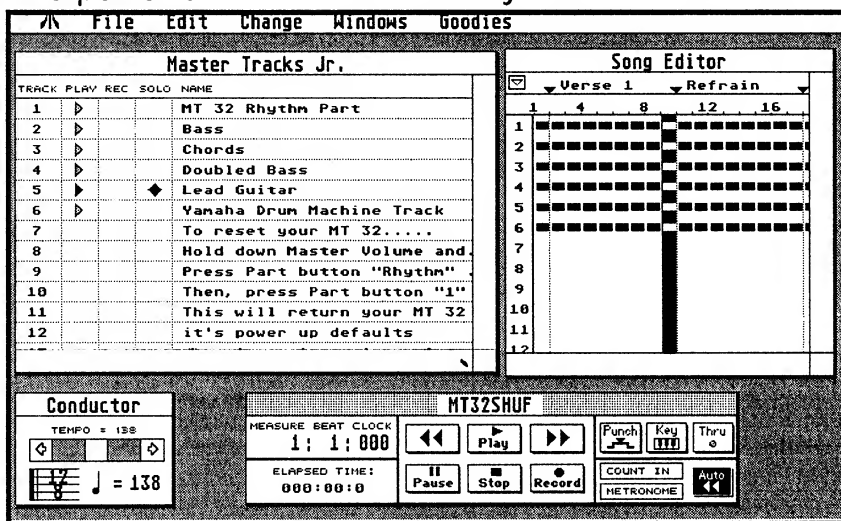 File Edit Change Windows Goodies
Master Tracks Jr.
TRACK PLAY REC SOLO NAME
1 MT 32 Rhythm Part
2 Bass
3 Chords
4 Doubled Bass
5 Lead Guitar
6 Yamaha Drum Machine Track
7 To reset your MT 32.....
8 Hold down Master Volume and.
9 Press Part button "Rhythm" .
10 Then, press Part button "1"
11 This will return your MT 32
12 it's power up defaults
Song Editor
Verse 1 Refrain
1 4 8 12 16
1
2
3
4
5
6
7
8
9
10
11
12
Conductor
TEMPO = 138
12
8
= 138
MT32SHUF
MEASURE BEAT CLOCK
1: 1:000
ELAPSED TIME:
000:00:0
Play
Pause Stop Record
Punch Key Thru
COUNT IN
METRONOME
Auto